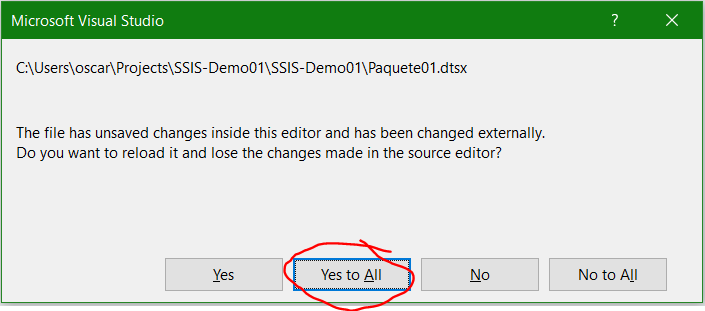 Microsoft Visual Studio ? ×
C:\Users\oscar\Projects\SSIS-Demo01\SSIS-Demo01\Paquete01.dtsx
The file has unsaved changes inside this editor and has been changed externally.
Do you want to reload it and lose the changes made in the source editor?
Yes Yes to All No No to All